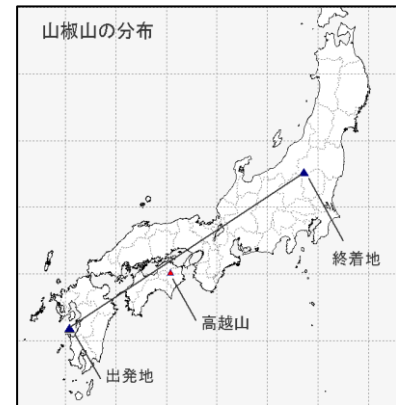 山椒山の分布
終着地
高越山
出発地